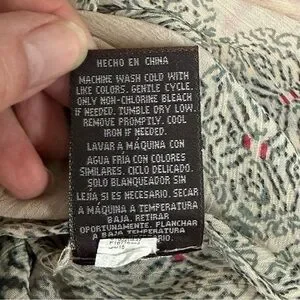 HECHO EN CHINA
MACHINE WASH COLD WITH
LIKE COLORS. GENTLE CYCLE.
ONLY NON-CHLORINE BLEACH
IF NEEDED. TUMBLE DRY LOW.
REMOVE PROMPTLY. COOL
IRON IF NEEDED.
LAVAR A MÁQUINA CON
AGUA FRIA CON COLORES
SIMILARES. CICLO DELICADO.
SOLO BLANQUEADOR SIN
SI ES NECESARIO. SECAR
A MÁQUINA A TEMPERATURA
BAJA. RETIRAR
OPORTUNAMENTE. PLANCHAR
A BAJA TEMPERATURA